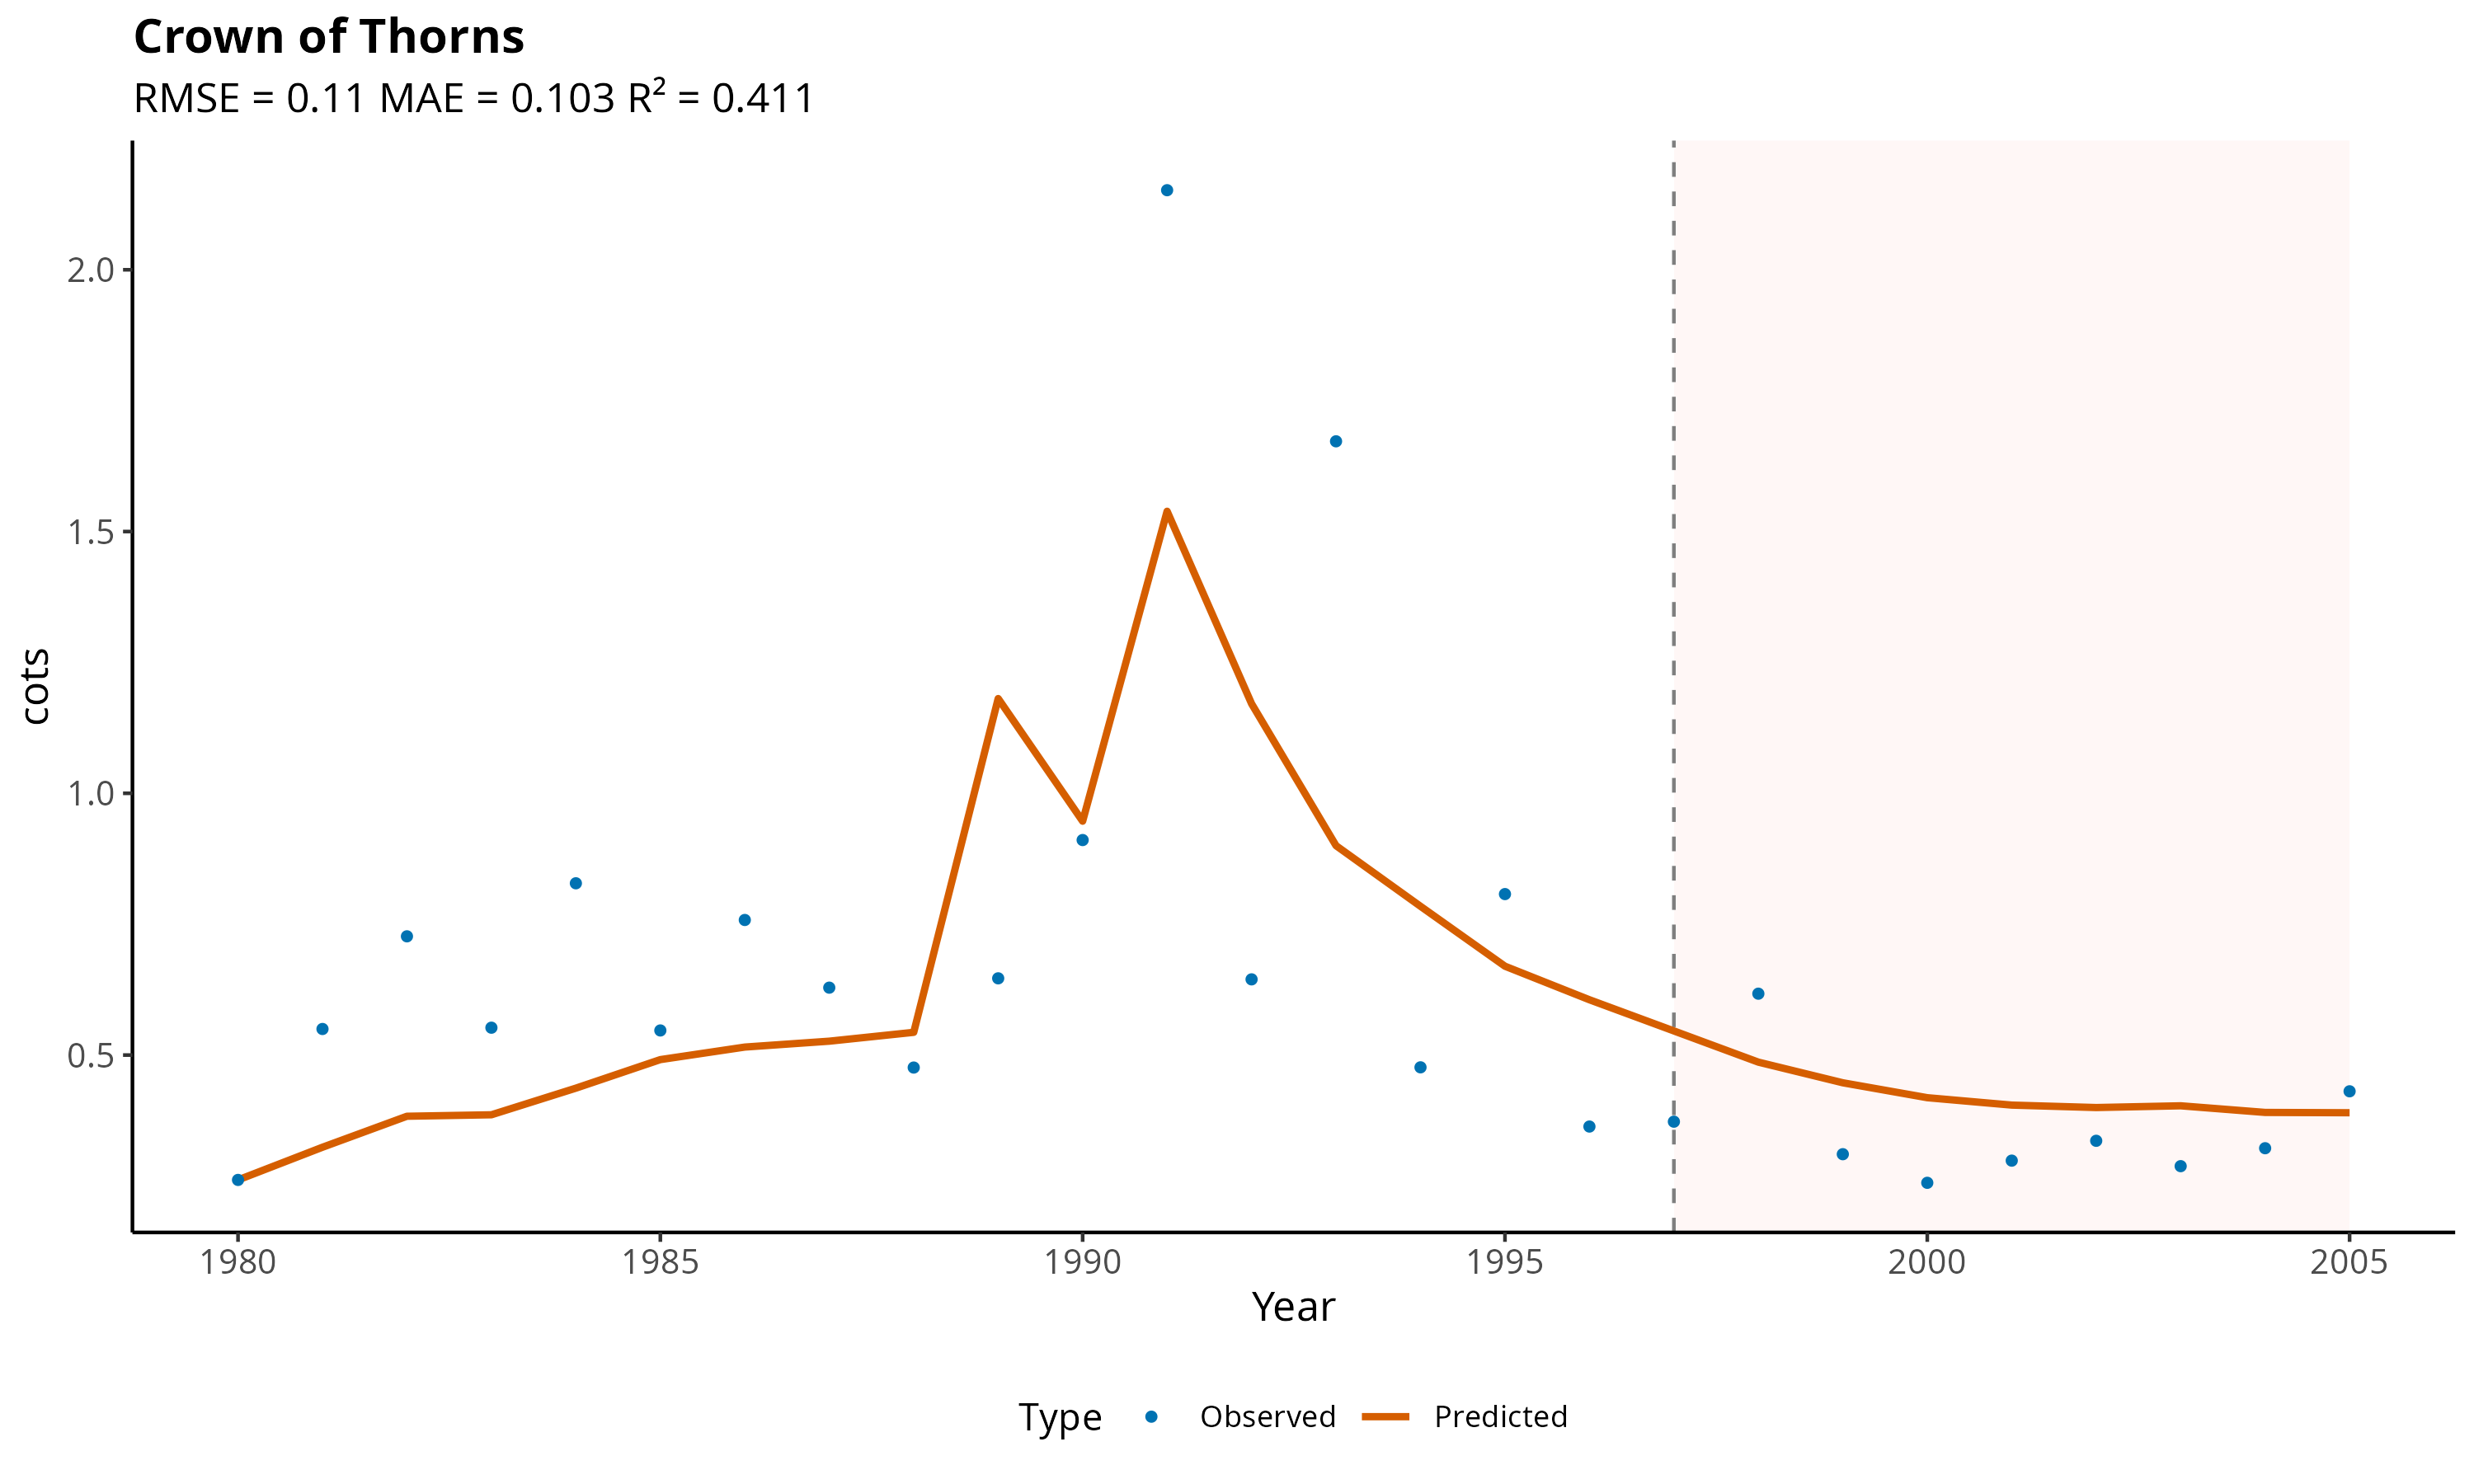 Crown of Thorns
RMSE = 0.11 MAE = 0.103 R² = 0.411
cots
2.0
1.5
1.0
0.5
1980 1985 1990 1995 2000 2005
Year
Type Observed Predicted